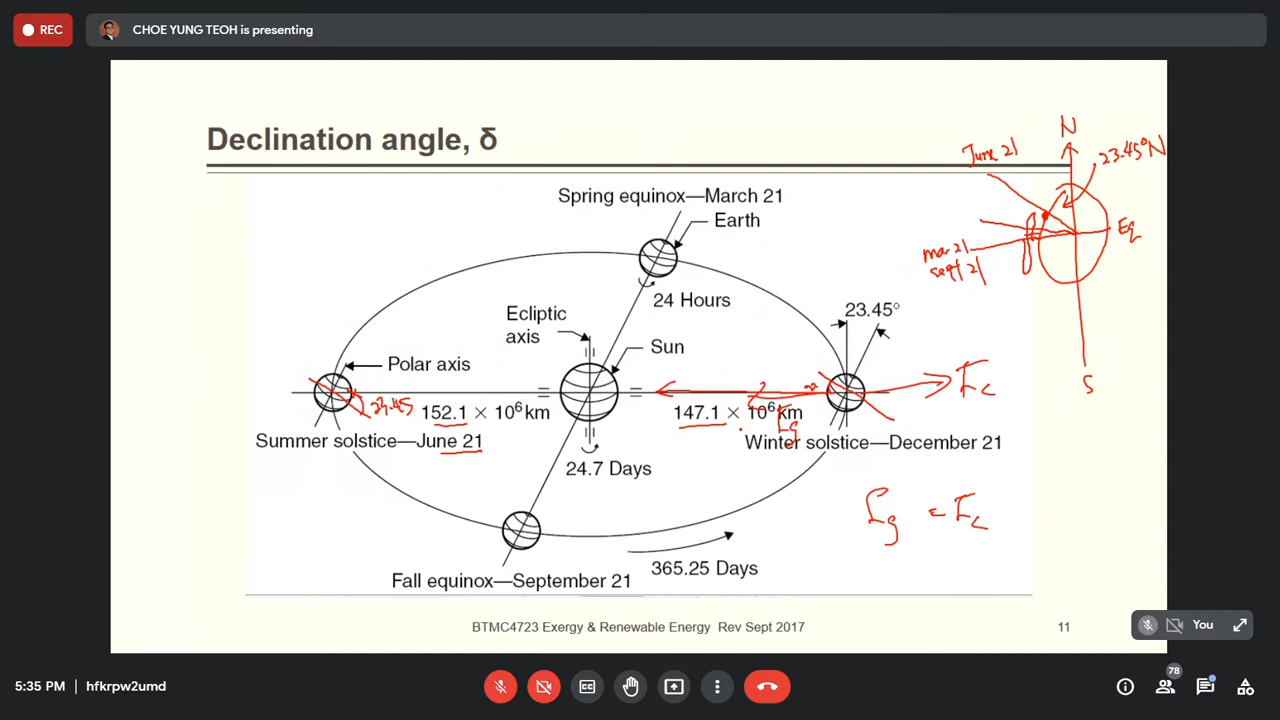 REC
CHOE YUNG TEOH is presenting
Declination angle, δ
N
June 21
23.45°N
Spring equinox—March 21
Earth
Eq
mar 21
sept 21
24 Hours
23.45°
Ecliptic
axis
Sun
Polar axis
Fc
S
23.45
152.1 × 10⁶ km
147.1 × 10⁶ km
Fg
Summer solstice—June 21
Winter solstice—December 21
24.7 Days
Fg = Fc
365.25 Days
Fall equinox—September 21
BTMC4723 Exergy & Renewable Energy Rev Sept 2017
11
You
5:35 PM
hfkrpw2umd
CC
78